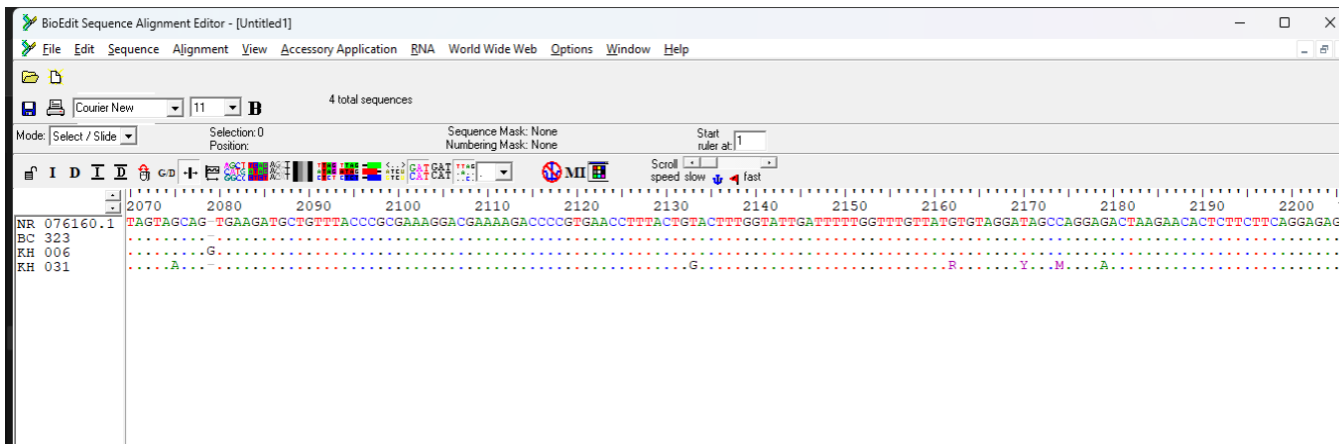 BioEdit Sequence Alignment Editor - [Untitled1]
File Edit Sequence Alignment View Accessory Application RNA World Wide Web Options Window Help
Courier New 11 B 4 total sequences
Mode: Select / Slide Selection: 0 Position: Sequence Mask: None Numbering Mask: None Start ruler at: 1
I D I D G/D MI Scroll speed slow fast
2070 2080 2090 2100 2110 2120 2130 2140 2150 2160 2170 2180 2190 2200
NR 076160.1 TAGTAGCAG-TGAAGATGCTGTTTACCCGCGAAAGGACGAAAAGACCCCGTGAACCTTTACTGTACTTTGGTATTGATTTTTGGTTTGTTATGTGTAGGATAGCCAGGAGACTAAGAACACTCTTCTTCAGGAGAG
BC 323
KH 006 G
KH 031 A - G R Y M A